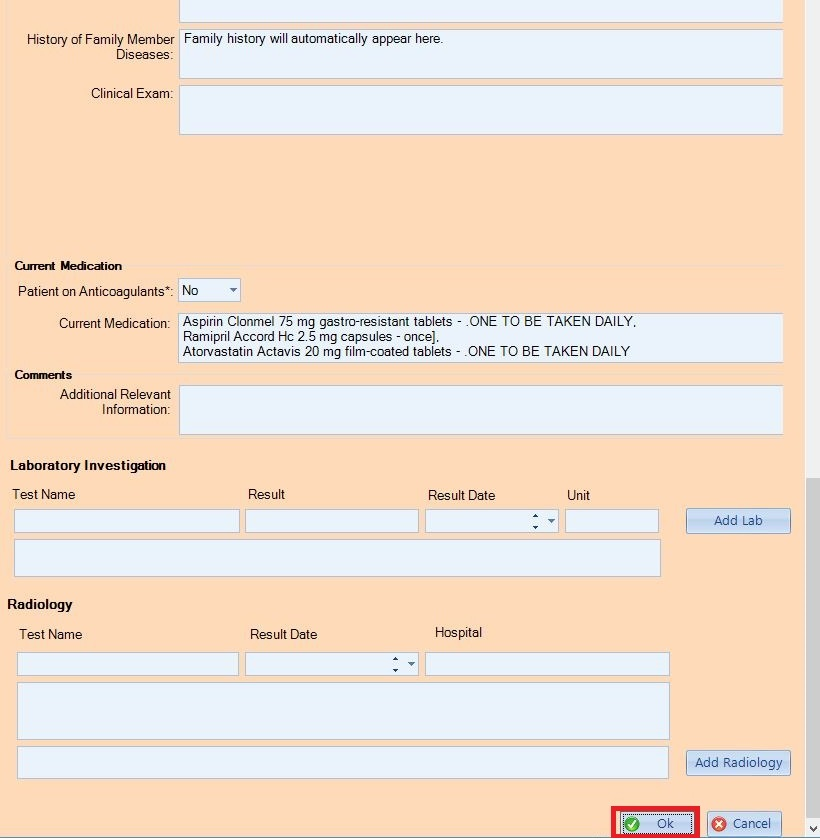 History of Family Member
Diseases:
Family history will automatically appear here.
Clinical Exam:
Current Medication
Patient on Anticoagulants*:
No
Current Medication:
Aspirin Clonmel 75 mg gastro-resistant tablets - .ONE TO BE TAKEN DAILY,
Ramipril Accord Hc 2.5 mg capsules - once],
Atorvastatin Actavis 20 mg film-coated tablets - .ONE TO BE TAKEN DAILY
Comments
Additional Relevant
Information:
Laboratory Investigation
Test Name Result Result Date Unit
Add Lab
Radiology
Test Name Result Date Hospital
Add Radiology
Ok Cancel